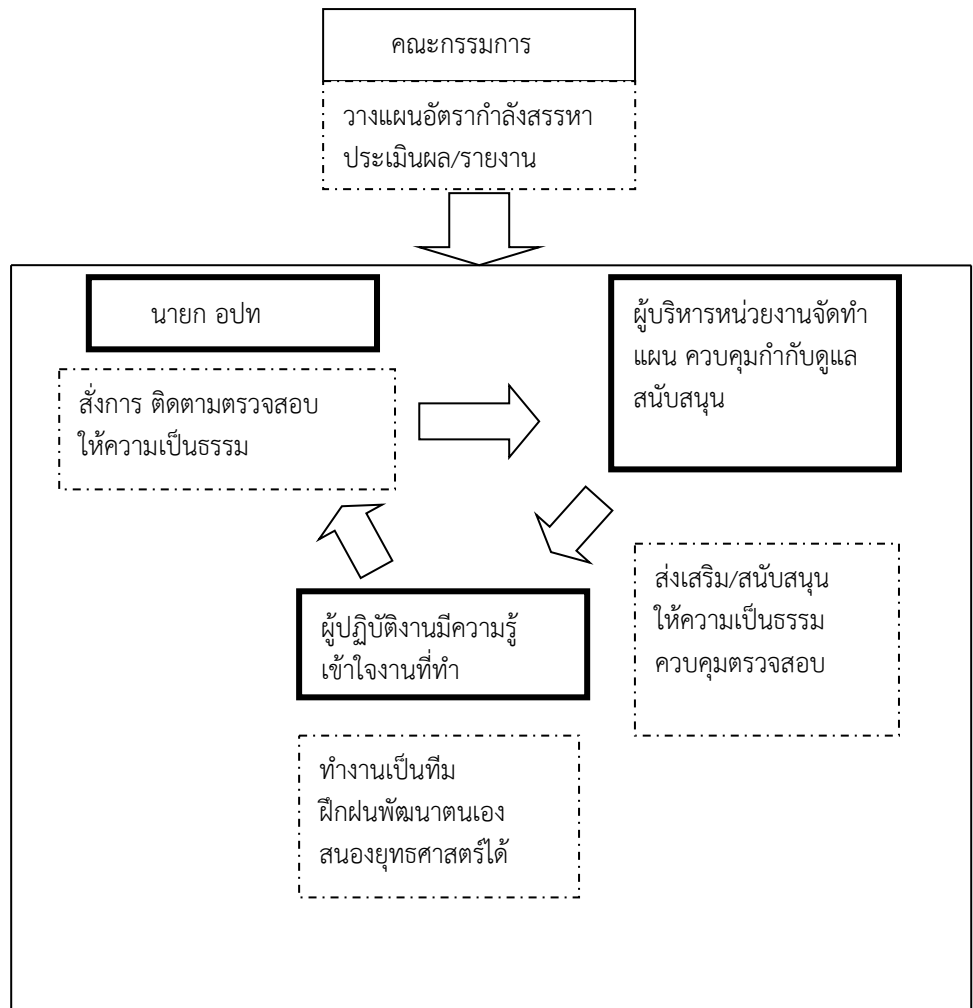 คณะกรรมการ
วางแผนอัตรากำลังสรรหา
ประเมินผล/รายงาน
นายก อปท
สั่งการ ติดตามตรวจสอบ
ให้ความเป็นธรรม
ผู้บริหารหน่วยงานจัดทำ
แผน ควบคุมกำกับดูแล
สนับสนุน
ส่งเสริม/สนับสนุน
ให้ความเป็นธรรม
ควบคุมตรวจสอบ
ผู้ปฏิบัติงานมีความรู้
เข้าใจงานที่ทำ
ทำงานเป็นทีม
ฝึกฝนพัฒนาตนเอง
สนองยุทธศาสตร์ได้